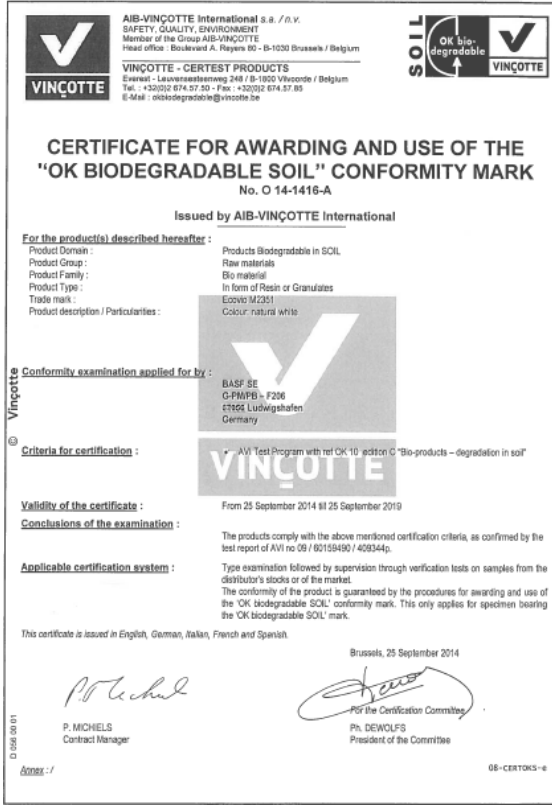 AIB-VINÇOTTE International s.a. / n.v.
SAFETY, QUALITY, ENVIRONMENT
Member of the Group AIB-VINÇOTTE
Head office : Boulevard A. Reyers 80 - B-1030 Brussels / Belgium
VINÇOTTE - CERTEST PRODUCTS
Everest - Leuvensesteenweg 248 / B-1800 Vilvoorde / Belgium
Tel. : +32(0)2 674.57.50 - Fax : +32(0)2 674.57.85
E-Mail : okbiodegradable@vincotte.be
VINÇOTTE
SOIL
OK bio-
degradable
VINÇOTTE
CERTIFICATE FOR AWARDING AND USE OF THE
"OK BIODEGRADABLE SOIL" CONFORMITY MARK
No. O 14-1416-A
Issued by AIB-VINÇOTTE International
For the product(s) described hereafter :
Product Domain : Products Biodegradable in SOIL
Product Group : Raw materials
Product Family : Bio material
Product Type : In form of Resin or Granulates
Trade mark : Ecovio M2351
Product description / Particularities : Colour: natural white
Conformity examination applied for by :
BASF SE
G-PM/PB – F206
67056 Ludwigshafen
Germany
© Vinçotte
Criteria for certification : • AVI Test Program with ref OK 10 edition C "Bio-products – degradation in soil"
VINÇOTTE
Validity of the certificate : From 25 September 2014 till 25 September 2019
Conclusions of the examination :
The products comply with the above mentioned certification criteria, as confirmed by the
test report of AVI no 09 / 60159490 / 409344p.
Applicable certification system : Type examination followed by supervision through verification tests on samples from the
distributor's stocks or of the market.
The conformity of the product is guaranteed by the procedures for awarding and use of
the 'OK biodegradable SOIL' conformity mark. This only applies for specimen bearing
the 'OK biodegradable SOIL' mark.
This certificate is issued in English, German, Italian, French and Spanish.
Brussels, 25 September 2014
For the Certification Committee
P. MICHIELS
Contract Manager
Ph. DEWOLFS
President of the Committee
D 056 00 01
Annex : /
08-CERTOKS-e